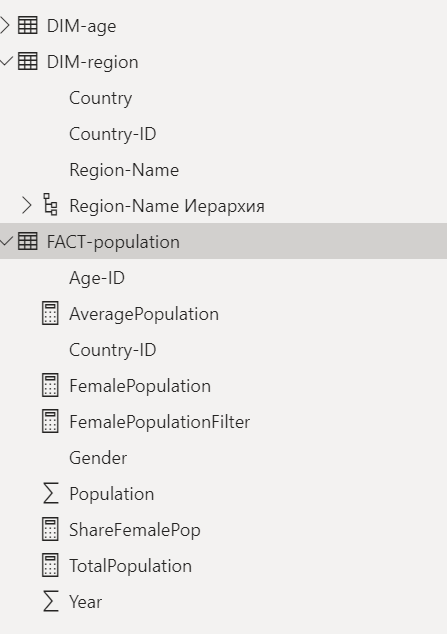 DIM-age
DIM-region
Country
Country-ID
Region-Name
Region-Name Иерархия
FACT-population
Age-ID
AveragePopulation
Country-ID
FemalePopulation
FemalePopulationFilter
Gender
Population
ShareFemalePop
TotalPopulation
Year